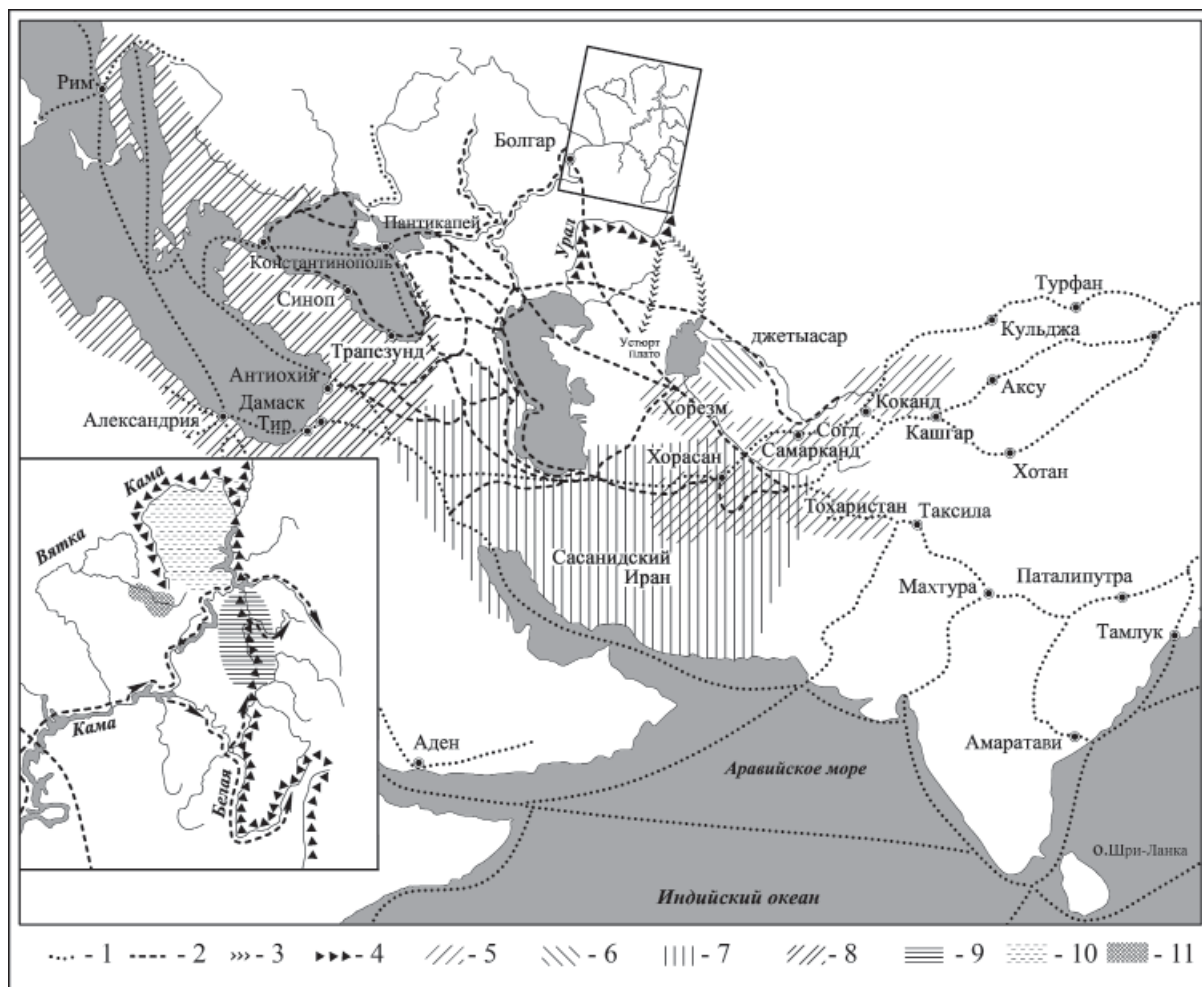 Рим
Болгар
Пантикапей
Урал
Константинополь
Синоп
Трапезунд
Антиохия
Дамаск
Тир
Александрия
Устюрт
плато
джетыасар
Турфан
Кульджа
Аксу
Коканд
Кашгар
Хотан
Хорезм
Согд
Самарканд
Хорасан
Тохаристан
Таксила
Сасанидский
Иран
Махтура
Паталипутра
Тамлук
Амаратави
Аден
Аравийское море
о.Шри-Ланка
Индийский океан
Кама
Вятка
Кама
Белая
- 1 - 2 - 3 - 4 - 5 - 6 - 7 - 8 - 9 - 10 - 11